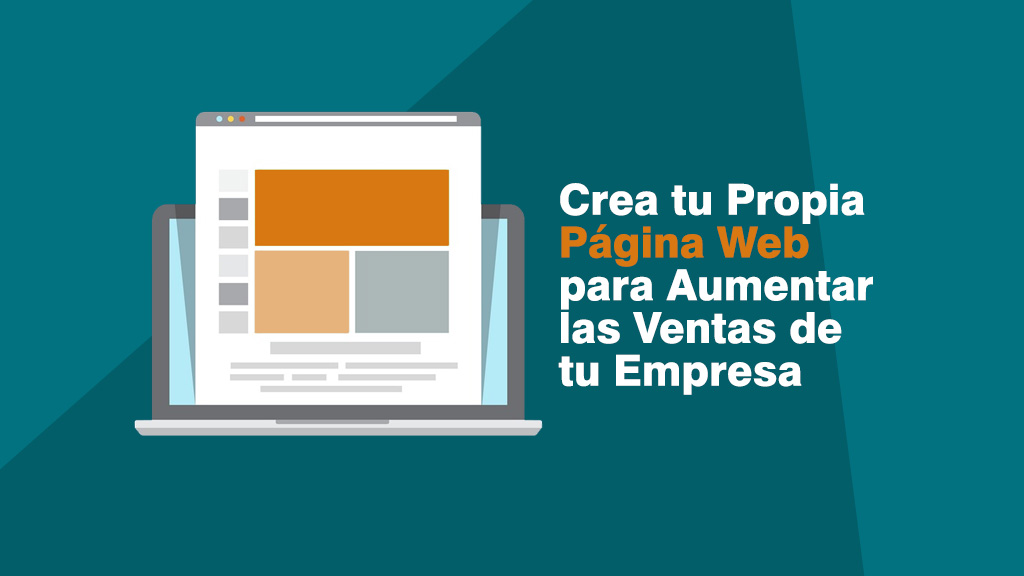 Crea tu Propia
Página Web
para Aumentar
las Ventas de
tu Empresa